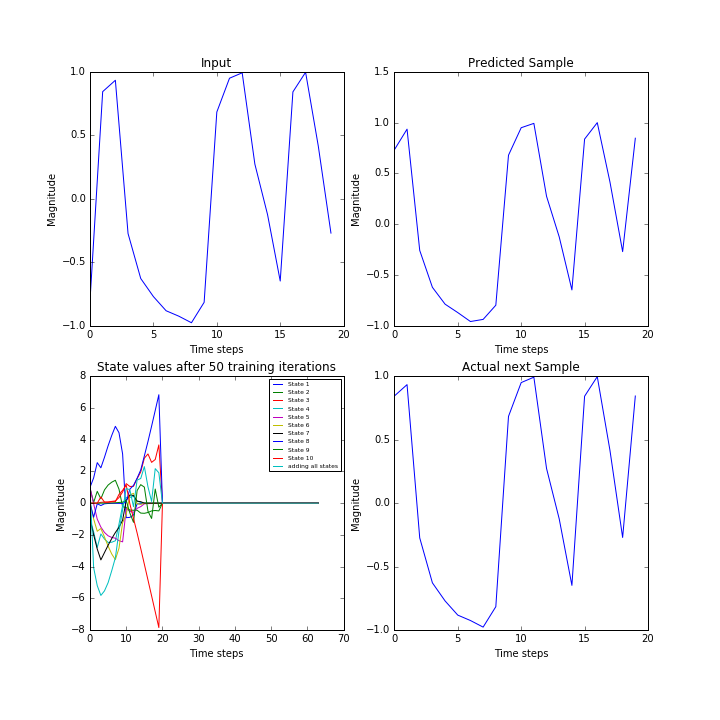 Input
1.0
0.5
0.0
−0.5
−1.0
0 5 10 15 20
Magnitude
Time steps
Predicted Sample
1.5
1.0
0.5
0.0
−0.5
−1.0
0 5 10 15 20
Magnitude
Time steps
State values after 50 training iterations
8
6
4
2
0
−2
−4
−6
−8
0 10 20 30 40 50 60 70
Magnitude
Time steps
State 1
State 2
State 3
State 4
State 5
State 6
State 7
State 8
State 9
State 10
adding all states
Actual next Sample
1.0
0.5
0.0
−0.5
−1.0
0 5 10 15 20
Magnitude
Time steps